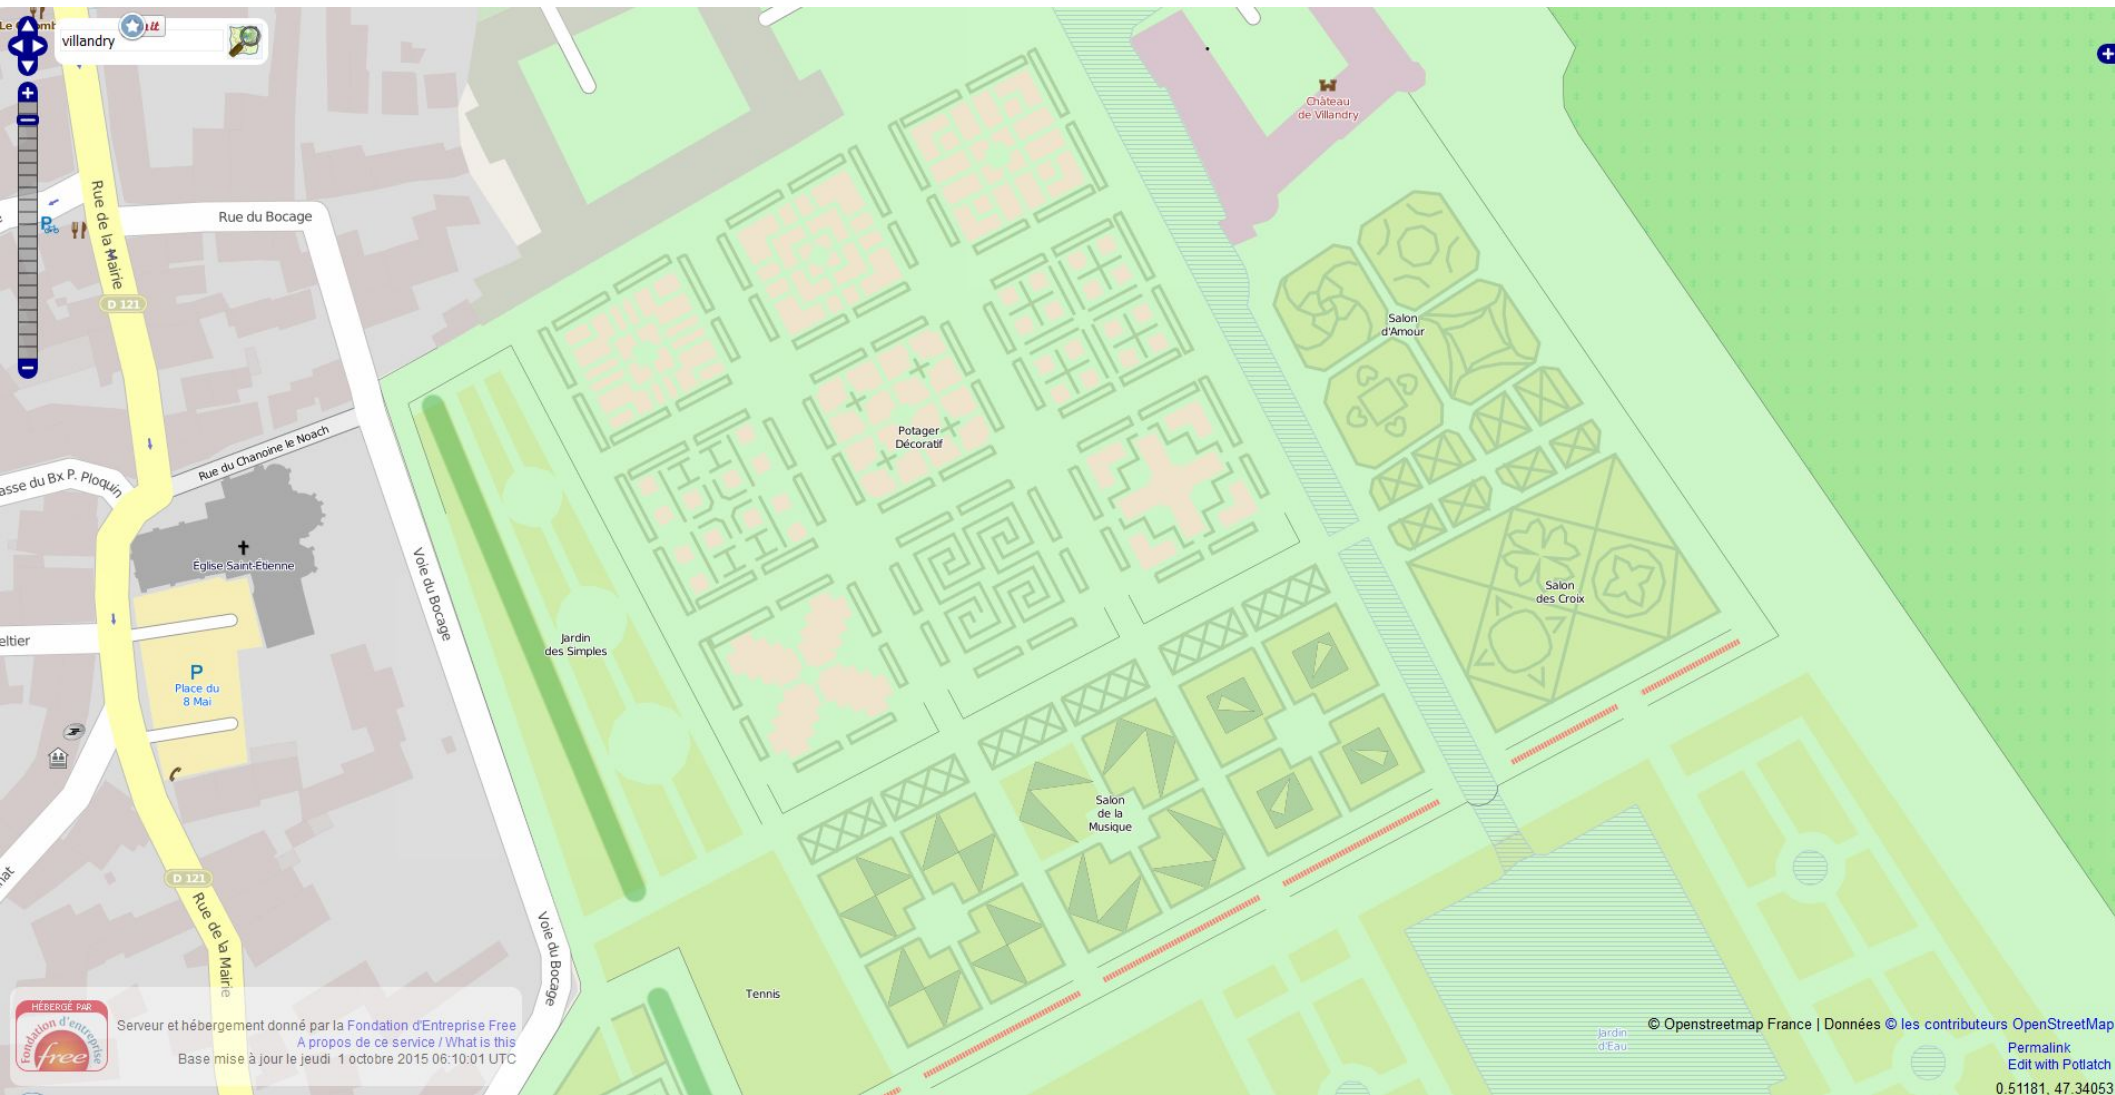 villandry
Château
de Villandry
Rue du Bocage
Rue de la Mairie
D 121
Salon
d'Amour
Potager
Décoratif
Rue du Chanoine le Noach
asse du Bx P. Ploquin
Église Saint-Étienne
Voie du Bocage
Salon
des Croix
eltier
Jardin
des Simples
P
Place du
8 Mai
Salon
de la
Musique
D 121
Rue de la Mairie
Voie du Bocage
Tennis
Jardin
d'Eau
HÉBERGÉ PAR
Fondation d'entreprise
free
Serveur et hébergement donné par la Fondation d'Entreprise Free
A propos de ce service / What is this
Base mise à jour le jeudi 1 octobre 2015 06:10:01 UTC
© Openstreetmap France | Données © les contributeurs OpenStreetMap
Permalink
Edit with Potlatch
0.51181, 47.34053